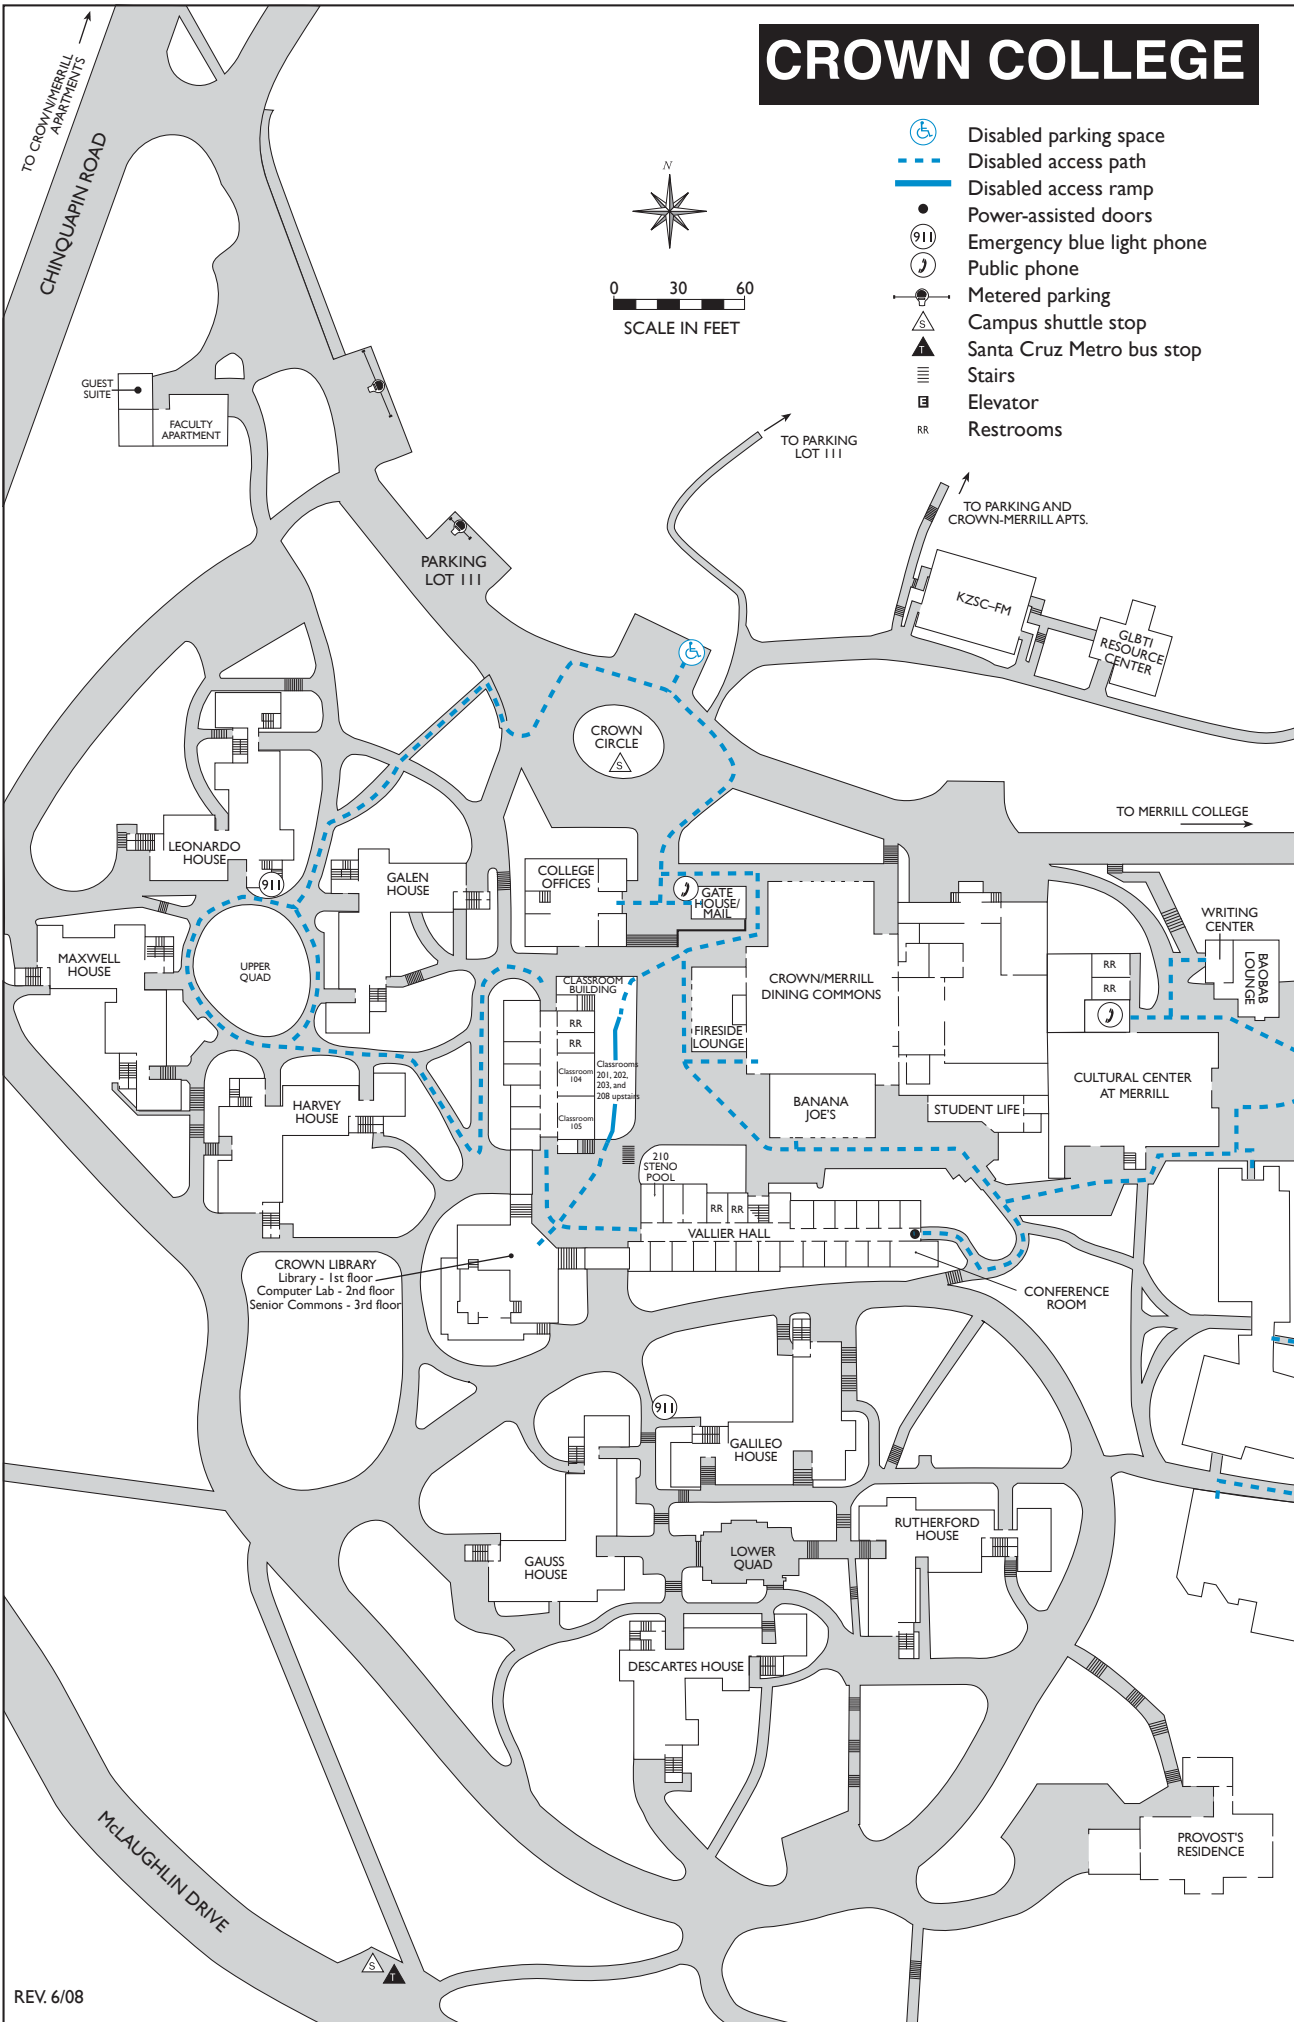 CROWN COLLEGE
Disabled parking space
Disabled access path
Disabled access ramp
Power-assisted doors
911
Emergency blue light phone
Public phone
Metered parking
S
Campus shuttle stop
T
Santa Cruz Metro bus stop
Stairs
E
Elevator
RR
Restrooms
N
0 30 60
SCALE IN FEET
TO CROWN/MERRILL
APARTMENTS
CHINQUAPIN ROAD
GUEST
SUITE
FACULTY
APARTMENT
TO PARKING
LOT 111
TO PARKING AND
CROWN-MERRILL APTS.
PARKING
LOT 111
KZSC–FM
GLBTI
RESOURCE
CENTER
CROWN
CIRCLE
S
TO MERRILL COLLEGE
LEONARDO
HOUSE
911
GALEN
HOUSE
COLLEGE
OFFICES
GATE
HOUSE/
MAIL
WRITING
CENTER
BAOBAB
LOUNGE
MAXWELL
HOUSE
UPPER
QUAD
CLASSROOM
BUILDING
RR
RR
Classroom
104
Classroom
105
Classrooms
201, 202,
203, and
208 upstairs
CROWN/MERRILL
DINING COMMONS
FIRESIDE
LOUNGE
RR
RR
CULTURAL CENTER
AT MERRILL
HARVEY
HOUSE
BANANA
JOE'S
STUDENT LIFE
210
STENO
POOL
RR
RR
VALLIER HALL
CONFERENCE
ROOM
CROWN LIBRARY
Library - 1st floor
Computer Lab - 2nd floor
Senior Commons - 3rd floor
911
GALILEO
HOUSE
RUTHERFORD
HOUSE
LOWER
QUAD
GAUSS
HOUSE
DESCARTES HOUSE
PROVOST'S
RESIDENCE
McLAUGHLIN DRIVE
S
T
REV. 6/08